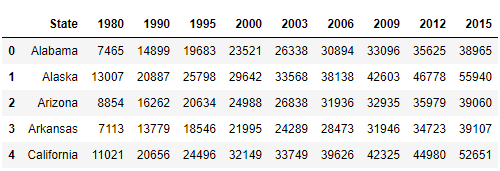 State 1980 1990 1995 2000 2003 2006 2009 2012 2015
0 Alabama 7465 14899 19683 23521 26338 30894 33096 35625 38965
1 Alaska 13007 20887 25798 29642 33568 38138 42603 46778 55940
2 Arizona 8854 16262 20634 24988 26838 31936 32935 35979 39060
3 Arkansas 7113 13779 18546 21995 24289 28473 31946 34723 39107
4 California 11021 20656 24496 32149 33749 39626 42325 44980 52651